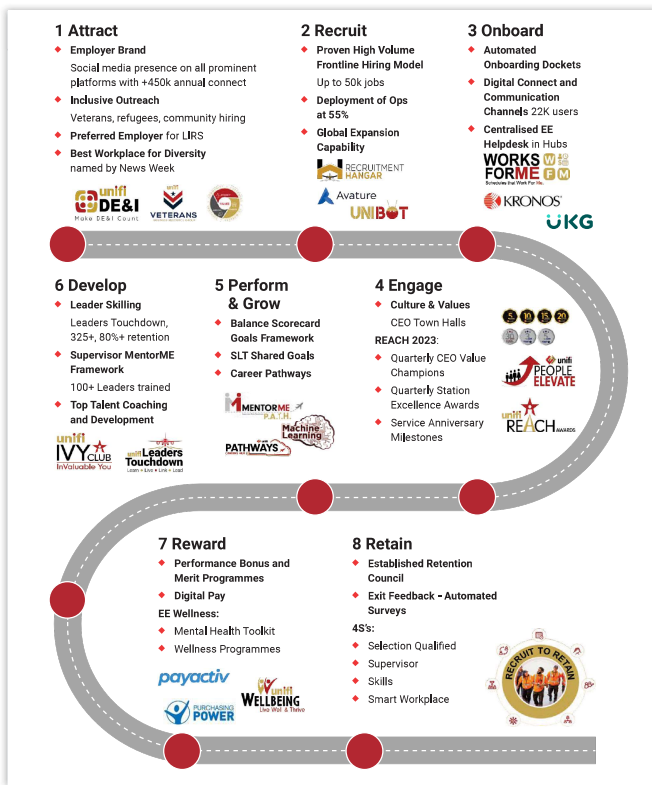 1 Attract
Employer Brand
Social media presence on all prominent
platforms with +450k annual connect
Inclusive Outreach
Veterans, refugees, community hiring
Preferred Employer for LIRS
Best Workplace for Diversity
named by News Week
unifi
DE&I
Make DE&I Count
unifi
VETERANS
2 Recruit
Proven High Volume
Frontline Hiring Model
Up to 50k jobs
Deployment of Ops
at 55%
Global Expansion
Capability
RECRUITMENT
HANGAR
Avature
UNIBOT
3 Onboard
Automated
Onboarding Dockets
Digital Connect and
Communication
Channels 22K users
Centralised EE
Helpdesk in Hubs
WORKS
FORME
Schedules that Work For Me.
W
F M
KRONOS
UKG
6 Develop
Leader Skilling
Leaders Touchdown,
325+, 80%+ retention
Supervisor MentorME
Framework
100+ Leaders trained
Top Talent Coaching
and Development
unifi
IVY CLUB
InValuable You
unifi
Leaders
Touchdown
Learn • Live • Link • Lead
5 Perform
& Grow
Balance Scorecard
Goals Framework
SLT Shared Goals
Career Pathways
MENTORME
P.A.T.H.
Machine
Learning
PATHWAYS
4 Engage
Culture & Values
CEO Town Halls
REACH 2023:
Quarterly CEO Value
Champions
Quarterly Station
Excellence Awards
Service Anniversary
Milestones
5 10 15 20
unifi
PEOPLE
ELEVATE
unifi
REACH AWARDS
7 Reward
Performance Bonus and
Merit Programmes
Digital Pay
EE Wellness:
Mental Health Toolkit
Wellness Programmes
payactiv
PURCHASING
POWER
unifi
WELLBEING
Live Well & Thrive
8 Retain
Established Retention
Council
Exit Feedback – Automated
Surveys
4S's:
Selection Qualified
Supervisor
Skills
Smart Workplace
RECRUIT TO RETAIN